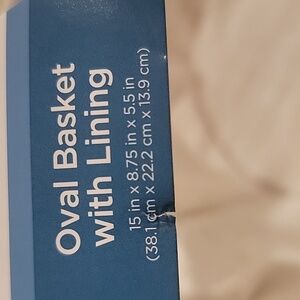 Oval Basket
with Lining
15 in x 8.75 in x 5.5 in
(38.1 cm x 22.2 cm x 13.9 cm)